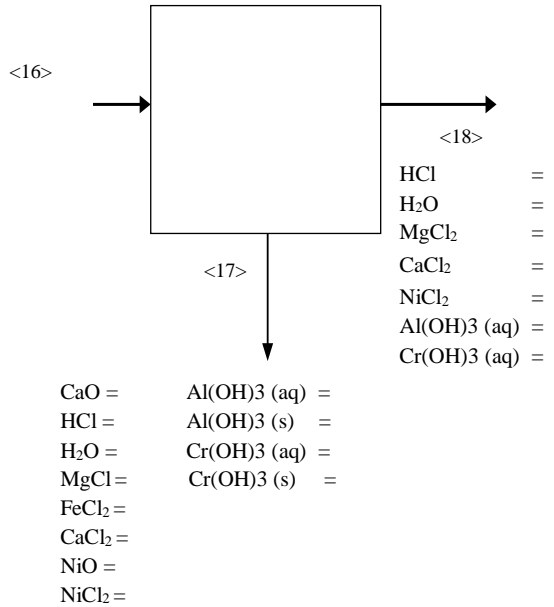 <16>
<18>
HCl =
H₂O =
MgCl₂ =
CaCl₂ =
NiCl₂ =
Al(OH)3 (aq) =
Cr(OH)3 (aq) =
<17>
CaO = Al(OH)3 (aq) =
HCl = Al(OH)3 (s) =
H₂O = Cr(OH)3 (aq) =
MgCl = Cr(OH)3 (s) =
FeCl₂ =
CaCl₂ =
NiO =
NiCl₂ =